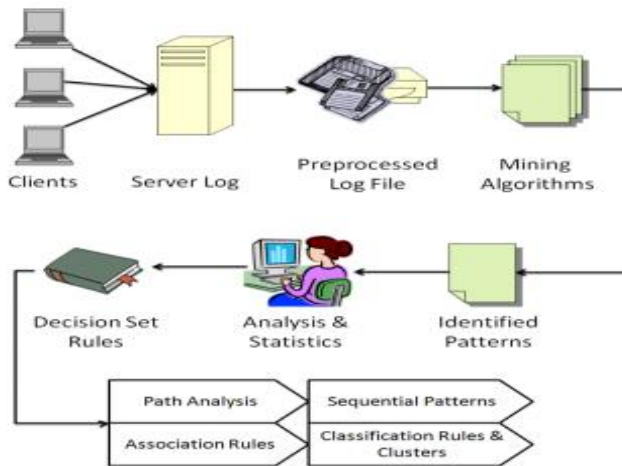 Clients
Server Log
Preprocessed
Log File
Mining
Algorithms
Decision Set
Rules
Analysis &
Statistics
Identified
Patterns
Path Analysis
Sequential Patterns
Association Rules
Classification Rules &
Clusters